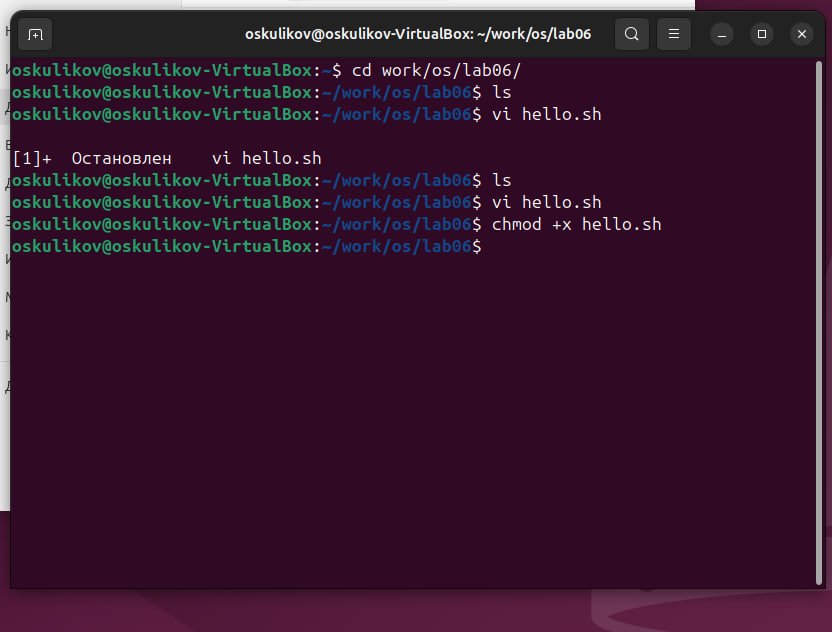 oskulikov@oskulikov-VirtualBox: ~/work/os/lab06
oskulikov@oskulikov-VirtualBox:~$ cd work/os/lab06/
oskulikov@oskulikov-VirtualBox:~/work/os/lab06$ ls
oskulikov@oskulikov-VirtualBox:~/work/os/lab06$ vi hello.sh
[1]+  Остановлен    vi hello.sh
oskulikov@oskulikov-VirtualBox:~/work/os/lab06$ ls
oskulikov@oskulikov-VirtualBox:~/work/os/lab06$ vi hello.sh
oskulikov@oskulikov-VirtualBox:~/work/os/lab06$ chmod +x hello.sh
oskulikov@oskulikov-VirtualBox:~/work/os/lab06$